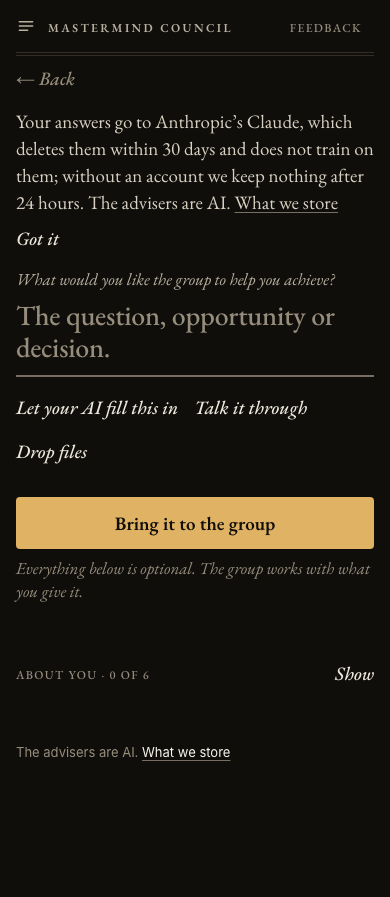 MASTERMIND COUNCIL FEEDBACK
← Back
Your answers go to Anthropic’s Claude, which
deletes them within 30 days and does not train on
them; without an account we keep nothing after
24 hours. The advisers are AI. What we store
Got it
What would you like the group to help you achieve?
The question, opportunity or
decision.
Let your AI fill this in Talk it through
Drop files
Bring it to the group
Everything below is optional. The group works with what
you give it.
ABOUT YOU · 0 OF 6 Show
The advisers are AI. What we store